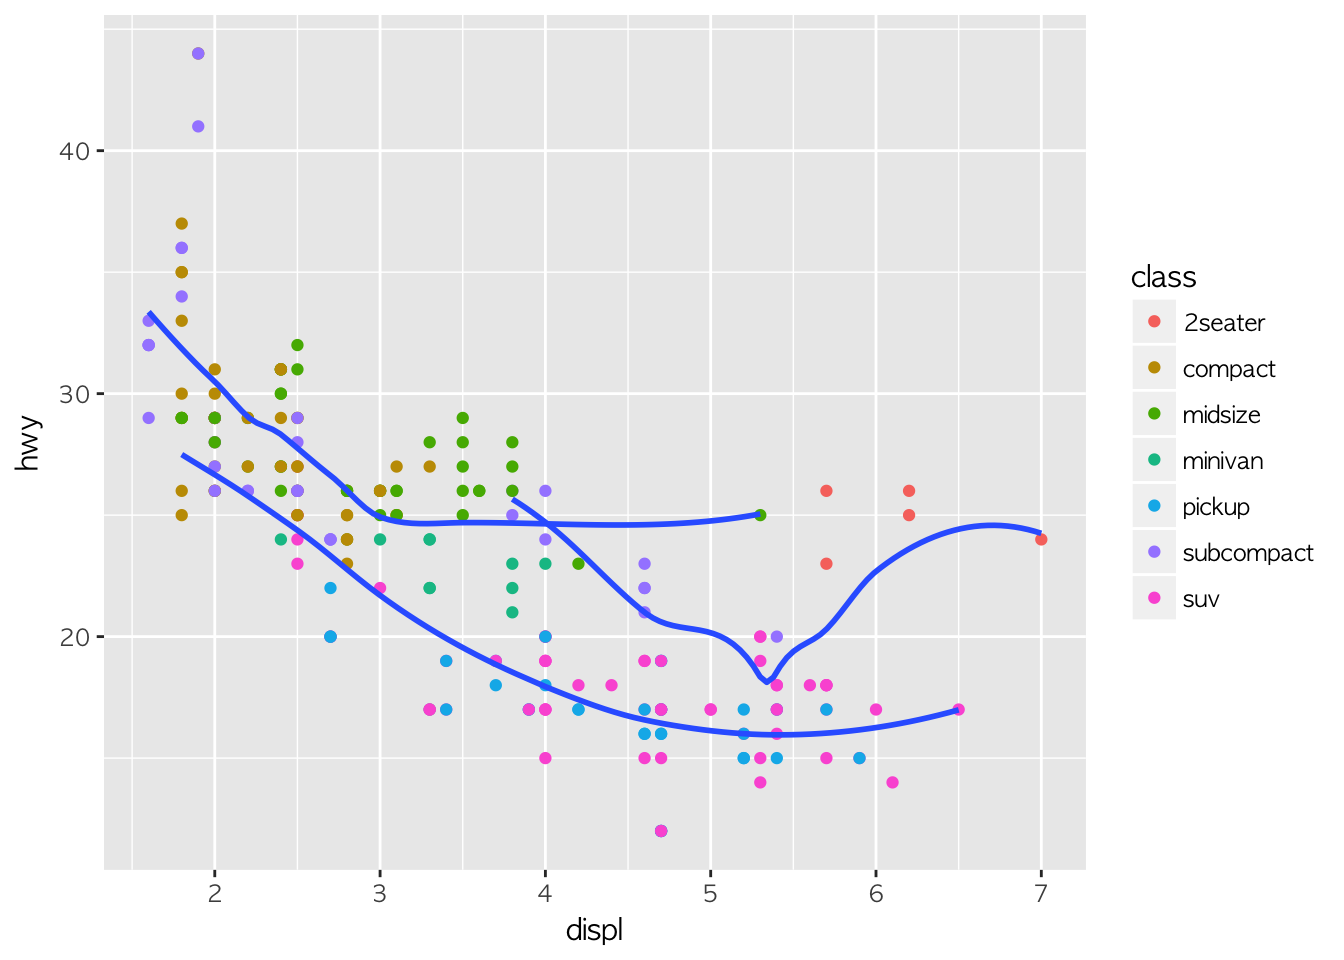 hwy
40
30
20
2 3 4 5 6 7
displ
class
2seater
compact
midsize
minivan
pickup
subcompact
suv